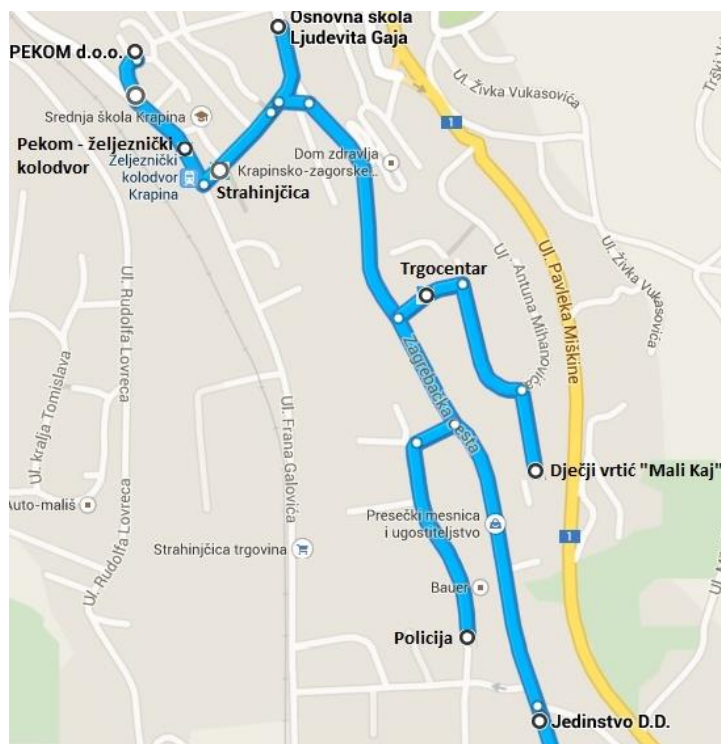 Osnovna škola
Ljudevita Gaja
PEKOM d.o.o.
Ul. Živka Vukasovića
1
Srednja škola Krapina
Pekom - željeznički
kolodvor
Željeznički
kolodvor
Krapina
Strahinjčica
Dom zdravlja
Krapinsko-zagorske...
Trgocentar
Ul. Antuna Mihanovića
Ul. Pavleka Miškine
Ul. Živka Vukasovića
Ul. Rudolfa Lovreca
Ul. kralja Tomislava
Zagrebačka cesta
Ul. Frana Galovića
Dječji vrtić "Mali Kaj"
Auto-mališ
Presečki mesnica
i ugostiteljstvo
1
Strahinjčica trgovina
Bauer
Ul. Rudolfa Lovreca
Policija
Jedinstvo D.D.